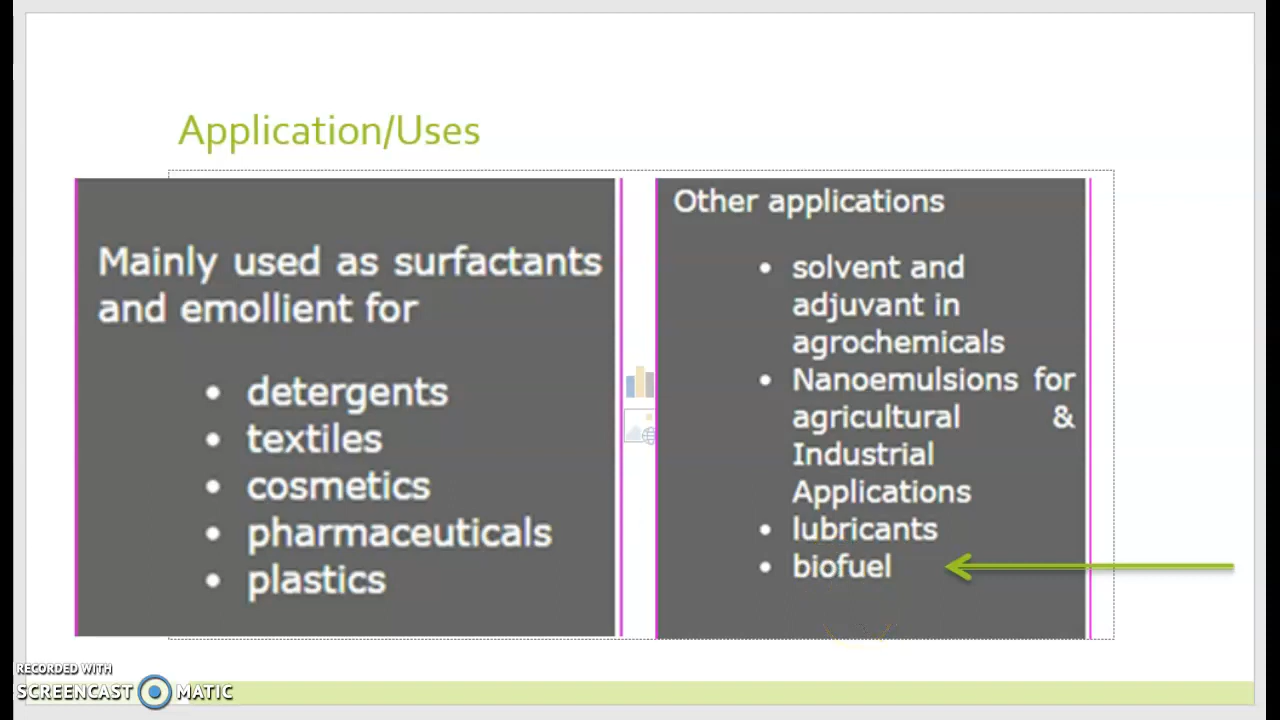 Application/Uses
Mainly used as surfactants
and emollient for
• detergents
• textiles
• cosmetics
• pharmaceuticals
• plastics
Other applications
• solvent and
adjuvant in
agrochemicals
• Nanoemulsions for
agricultural &
Industrial
Applications
• lubricants
• biofuel
RECORDED WITH
SCREENCAST MATIC